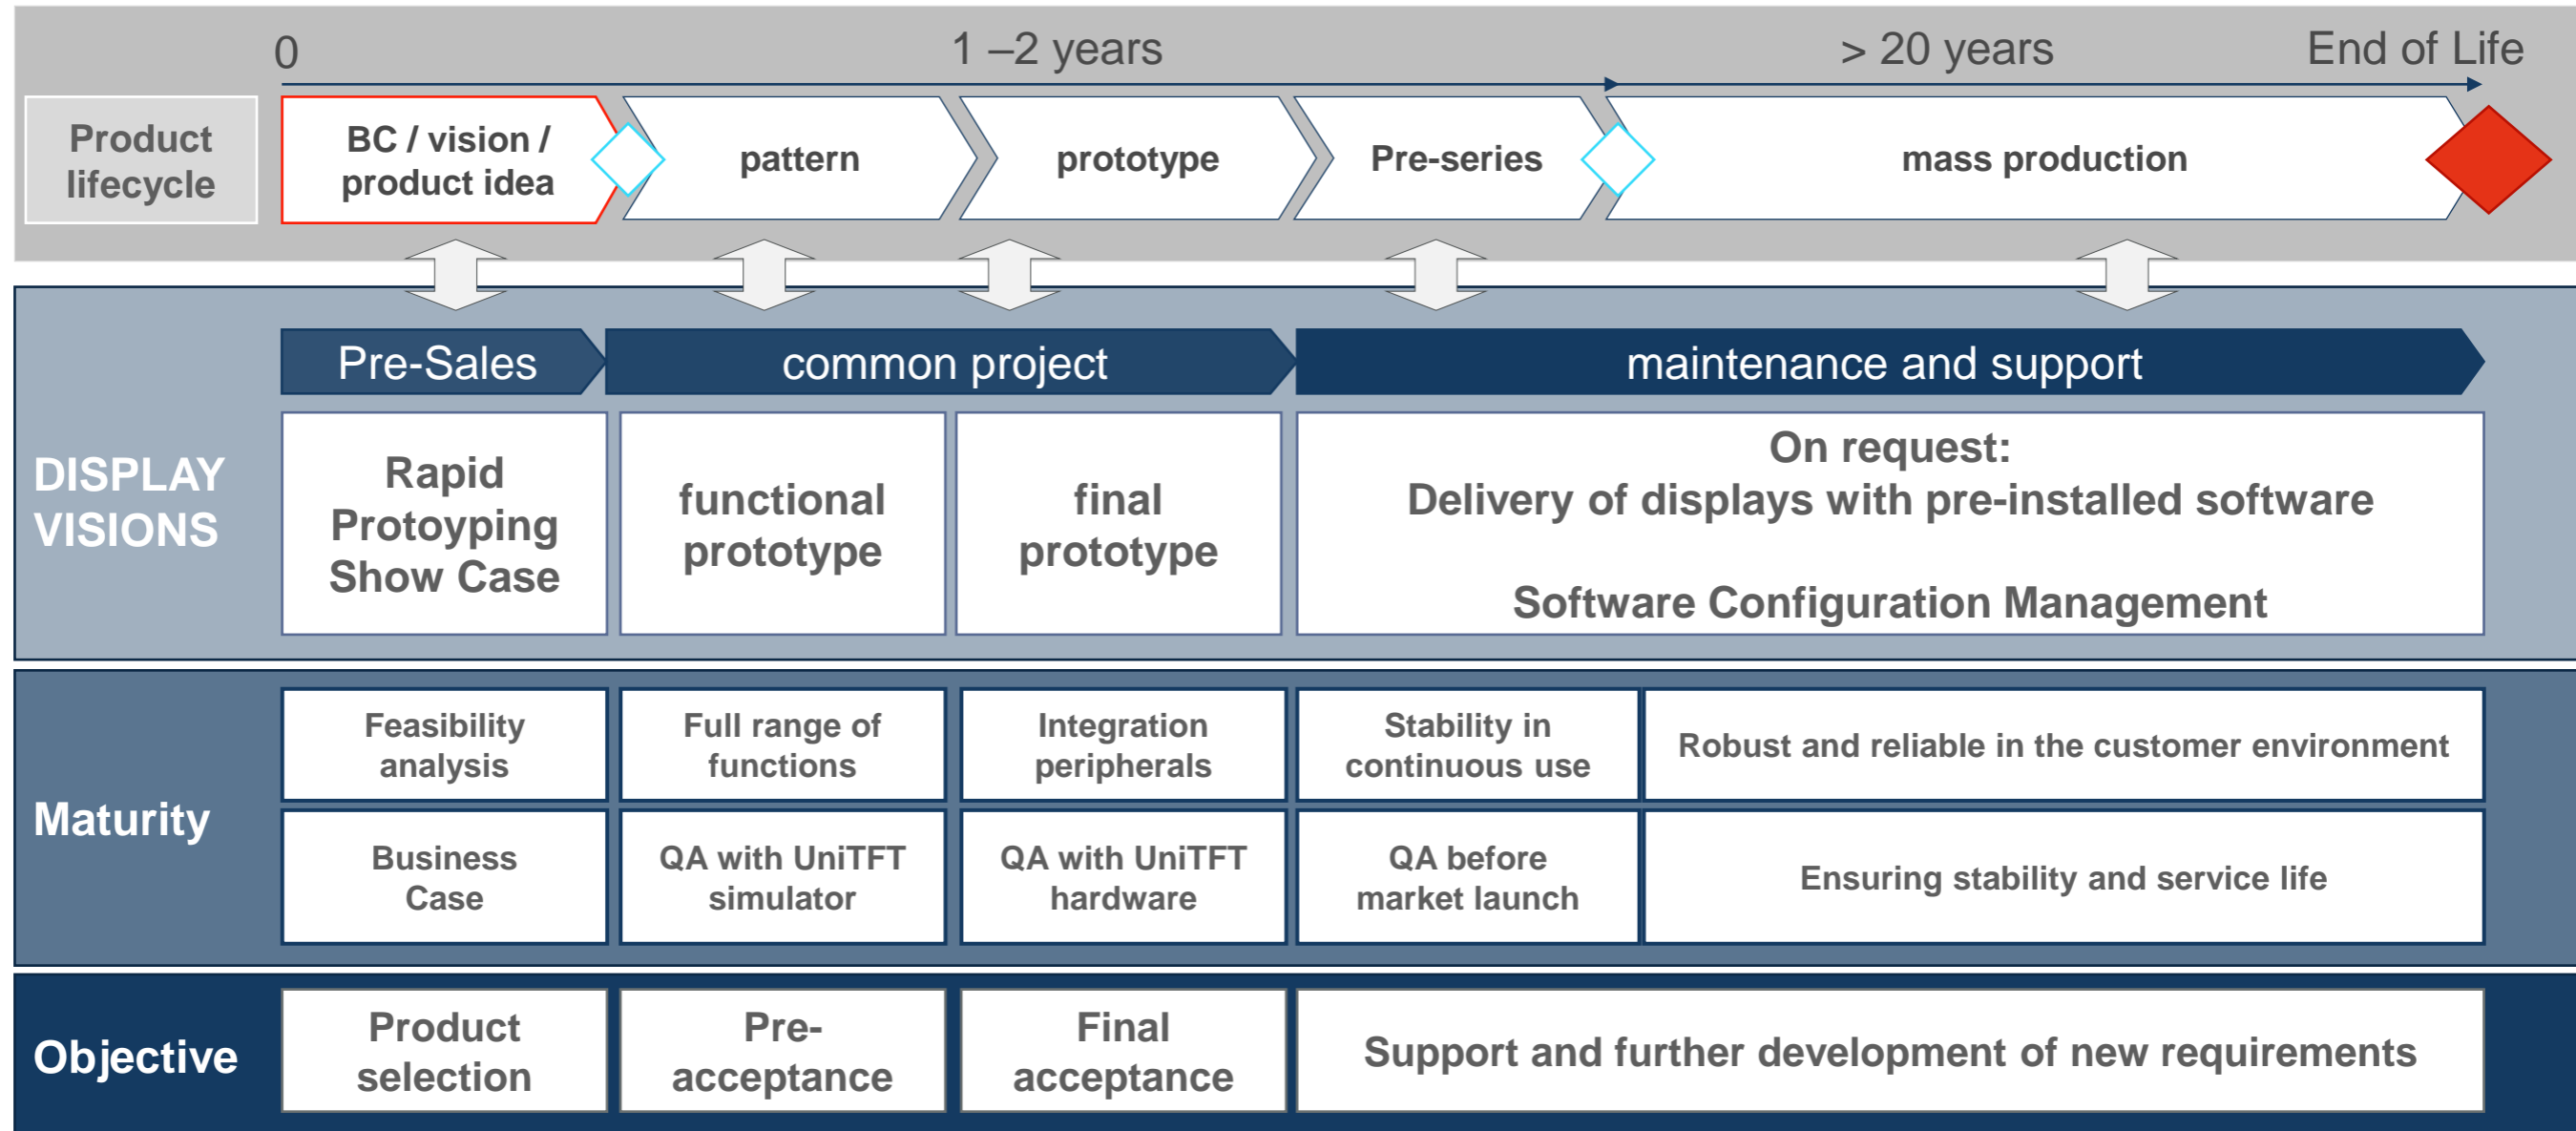 0
1 –2 years
> 20 years
End of Life
Product
lifecycle
BC / vision /
product idea
pattern
prototype
Pre-series
mass production
DISPLAY
VISIONS
Pre-Sales
common project
maintenance and support
Rapid
Protoyping
Show Case
functional
prototype
final
prototype
On request:
Delivery of displays with pre-installed software
Software Configuration Management
Maturity
Feasibility
analysis
Full range of
functions
Integration
peripherals
Stability in
continuous use
Robust and reliable in the customer environment
Business
Case
QA with UniTFT
simulator
QA with UniTFT
hardware
QA before
market launch
Ensuring stability and service life
Objective
Product
selection
Pre-
acceptance
Final
acceptance
Support and further development of new requirements